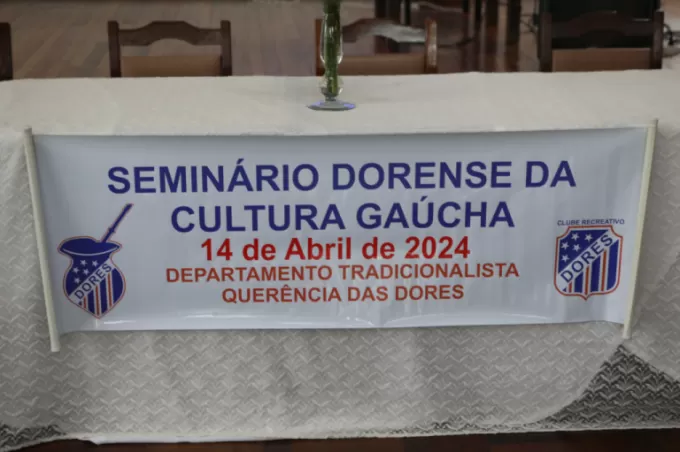 SEMINÁRIO DORENSE DA
CULTURA GAÚCHA
14 de Abril de 2024
DEPARTAMENTO TRADICIONALISTA
QUERÊNCIA DAS DORES
DORES
CLUBE RECREATIVO
DORES